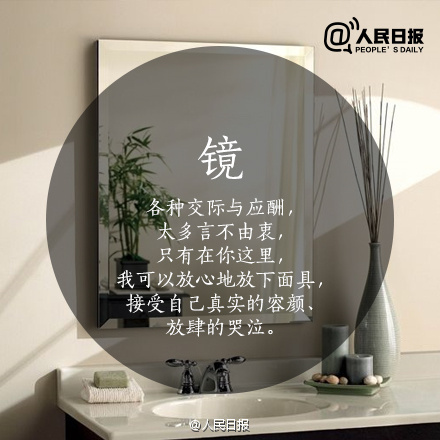 @人民日报
PEOPLE'S DAILY
镜
各种交际与应酬，
太多言不由衷，
只有在你这里，
我可以放心地放下面具，
接受自己真实的容颜、
放肆的哭泣。
@人民日报